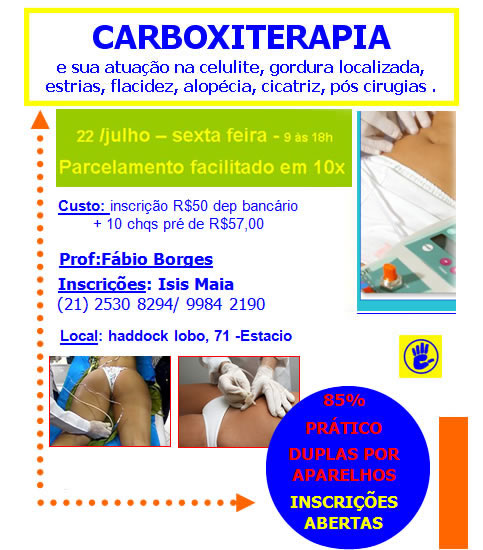 CARBOXITERAPIA
e sua atuação na celulite, gordura localizada,
estrias, flacidez, alopécia, cicatriz, pós cirugias .
22 /julho – sexta feira - 9 às 18h
Parcelamento facilitado em 10x
Custo: inscrição R$50 dep bancário
+ 10 chqs pré de R$57,00
Prof:Fábio Borges
Inscrições: Isis Maia
(21) 2530 8294/ 9984 2190
Local: haddock lobo, 71 -Estacio
85%
PRÁTICO
DUPLAS POR
APARELHOS
INSCRIÇÕES
ABERTAS